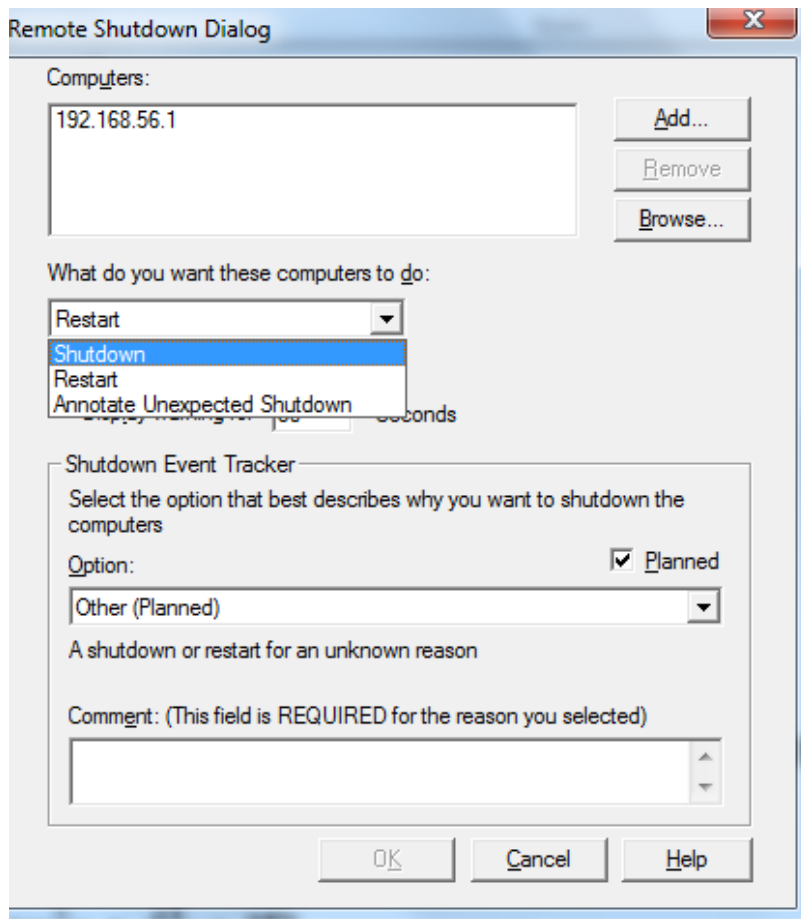 Remote Shutdown Dialog
Computers:
192.168.56.1
Add...
Remove
Browse...
What do you want these computers to do:
Restart
Shutdown
Restart
Annotate Unexpected Shutdown
Seconds
Shutdown Event Tracker
Select the option that best describes why you want to shutdown the
computers
Option:
Planned
Other (Planned)
A shutdown or restart for an unknown reason
Comment: (This field is REQUIRED for the reason you selected)
OK
Cancel
Help